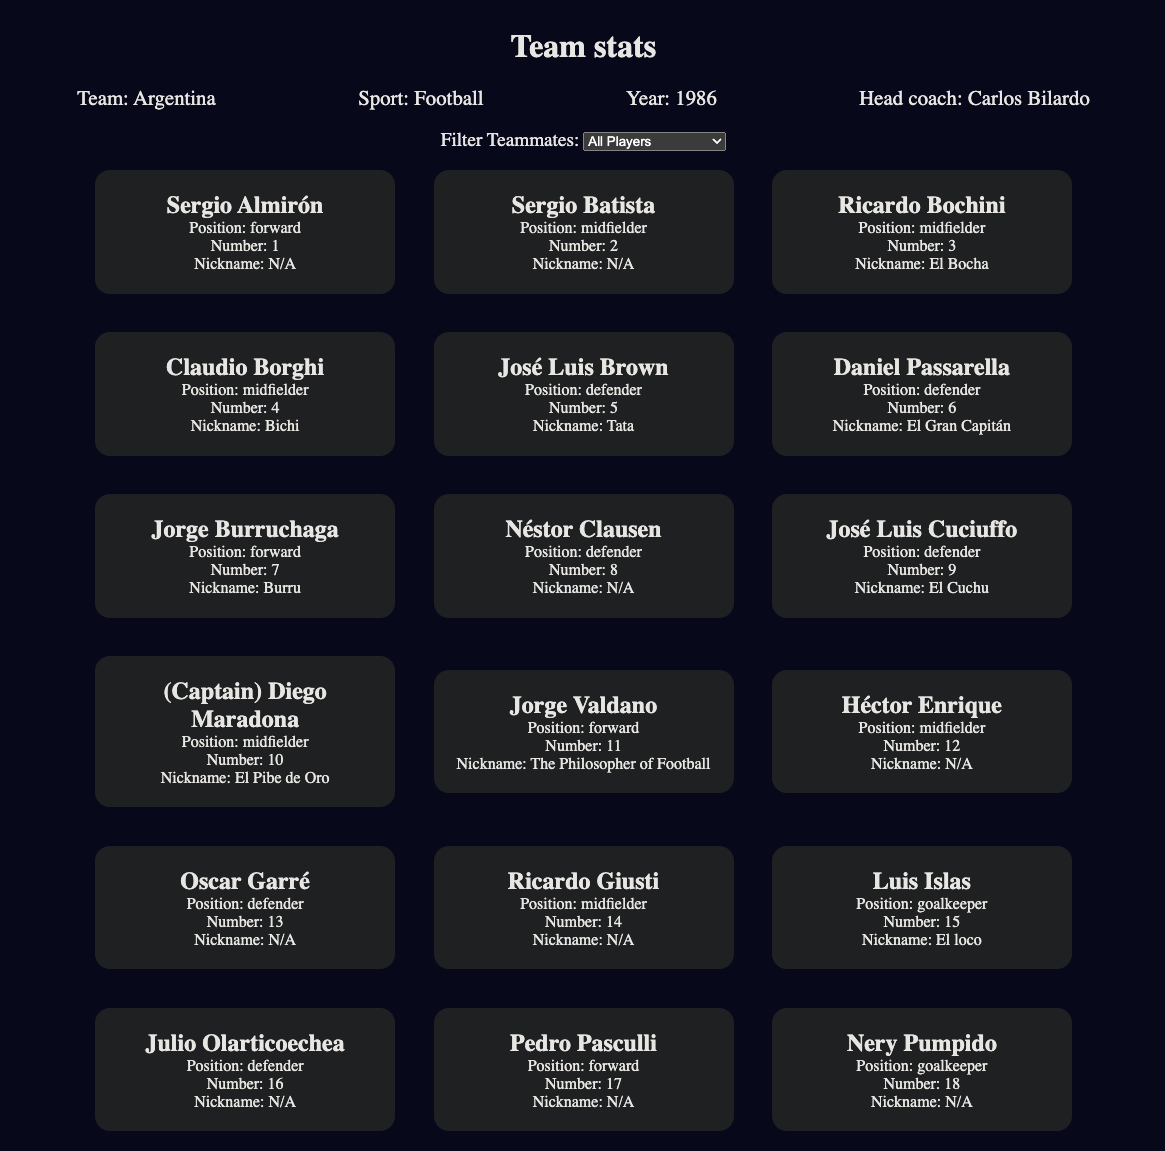 Team stats
Team: Argentina Sport: Football Year: 1986 Head coach: Carlos Bilardo
Filter Teammates: All Players
Sergio Almirón
Position: forward
Number: 1
Nickname: N/A
Sergio Batista
Position: midfielder
Number: 2
Nickname: N/A
Ricardo Bochini
Position: midfielder
Number: 3
Nickname: El Bocha
Claudio Borghi
Position: midfielder
Number: 4
Nickname: Bichi
José Luis Brown
Position: defender
Number: 5
Nickname: Tata
Daniel Passarella
Position: defender
Number: 6
Nickname: El Gran Capitán
Jorge Burruchaga
Position: forward
Number: 7
Nickname: Burru
Néstor Clausen
Position: defender
Number: 8
Nickname: N/A
José Luis Cuciuffo
Position: defender
Number: 9
Nickname: El Cuchu
(Captain) Diego
Maradona
Position: midfielder
Number: 10
Nickname: El Pibe de Oro
Jorge Valdano
Position: forward
Number: 11
Nickname: The Philosopher of Football
Héctor Enrique
Position: midfielder
Number: 12
Nickname: N/A
Oscar Garré
Position: defender
Number: 13
Nickname: N/A
Ricardo Giusti
Position: midfielder
Number: 14
Nickname: N/A
Luis Islas
Position: goalkeeper
Number: 15
Nickname: El loco
Julio Olarticoechea
Position: defender
Number: 16
Nickname: N/A
Pedro Pasculli
Position: forward
Number: 17
Nickname: N/A
Nery Pumpido
Position: goalkeeper
Number: 18
Nickname: N/A